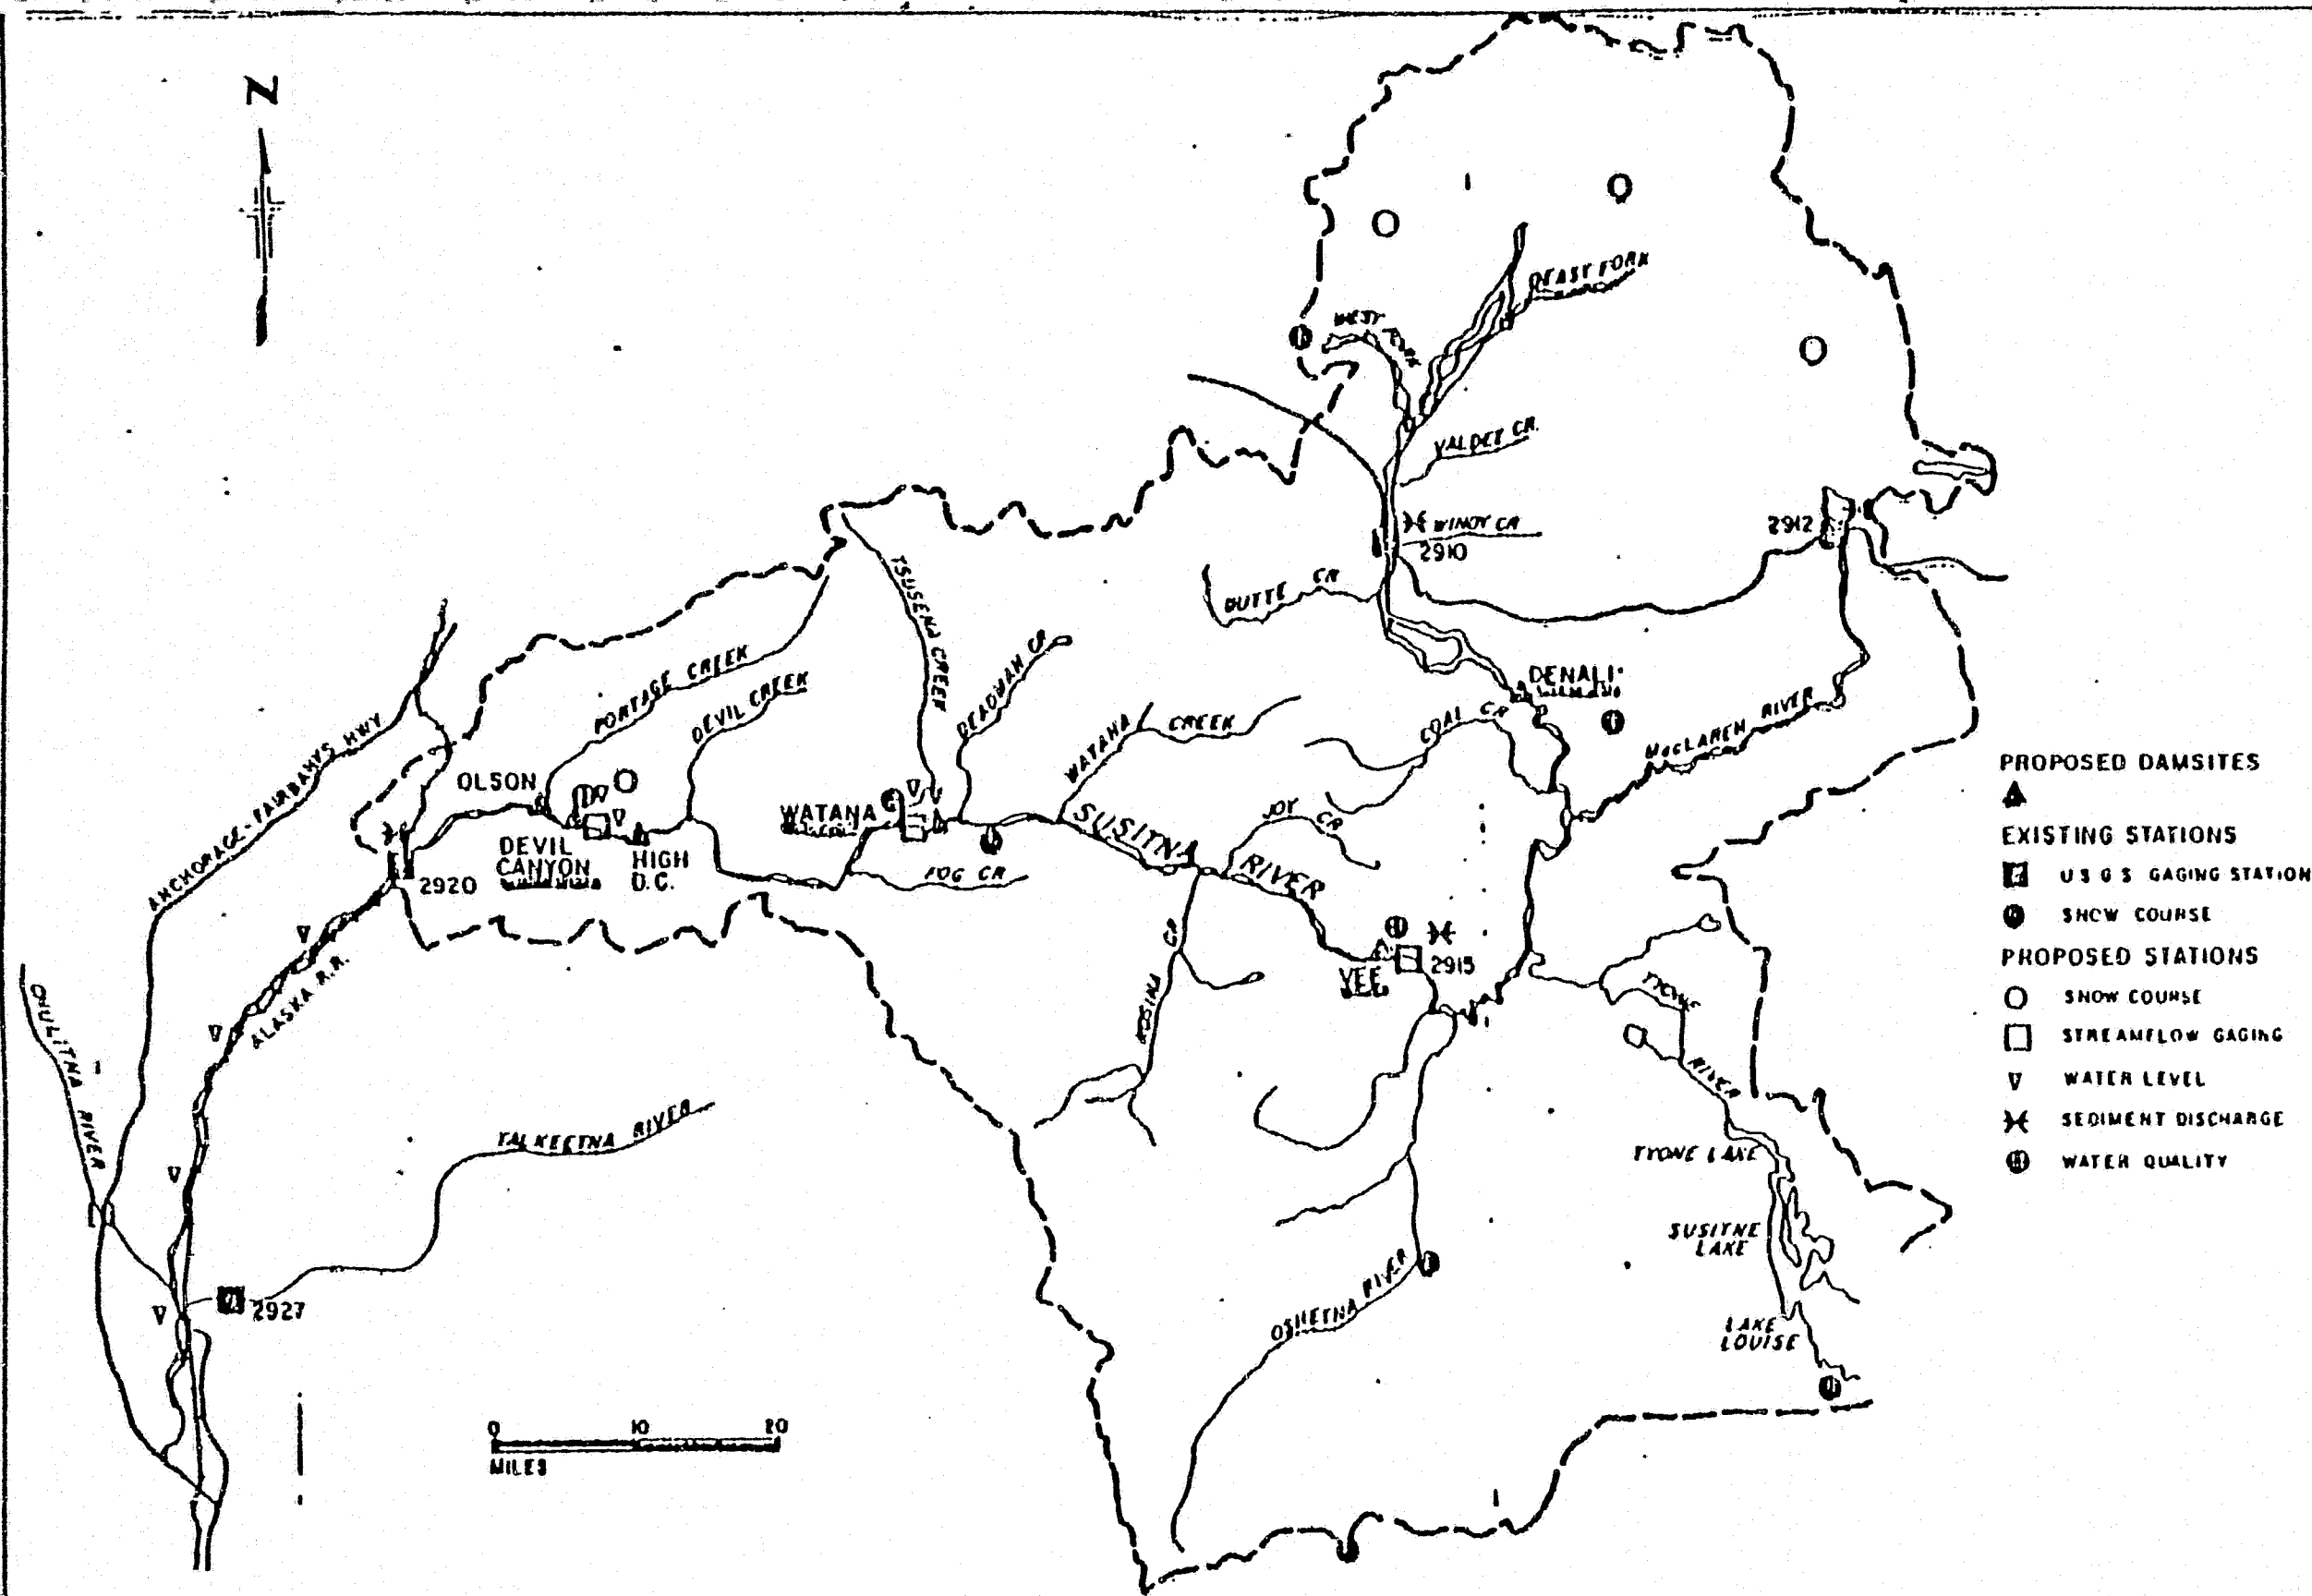 N
EAST FORK
WEST FORK
VALDEZ CR.
WINDY CR
2910
2912
BUTTE CR
TSUSENA CREEK
DEADMAN CR
PORTAGE CREEK
DEVIL CREEK
WATANA CREEK
COAL CR
DENALI
McCLAREN RIVER
ANCHORAGE-FAIRBANKS HWY
OLSON
WATANA
SUSITNA RIVER
JOY CR
DEVIL
CANYON
HIGH
D.C.
2920
FOG CR
KOSINA CR
VEE
2915
TYONE RIVER
ALASKA R.R.
CHULITNA RIVER
TALKEETNA RIVER
TYONE LAKE
SUSITNE
LAKE
OSHETNA RIVER
LAKE
LOUISE
2927
0 10 20
MILES
PROPOSED DAMSITES
EXISTING STATIONS
U S G S GAGING STATION
SNOW COURSE
PROPOSED STATIONS
SNOW COURSE
STREAMFLOW GAGING
WATER LEVEL
SEDIMENT DISCHARGE
WATER QUALITY